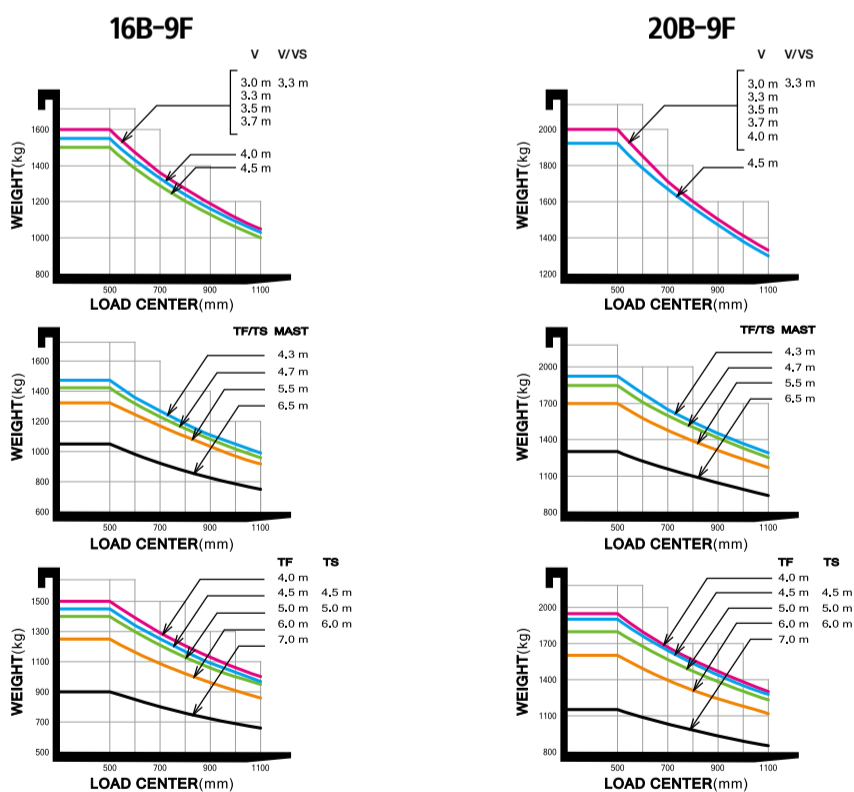 16B-9F
V V/VS
3.0 m 3.3 m
3.3 m
3.5 m
3.7 m
4.0 m
4.5 m
WEIGHT(kg)
1600
1400
1200
1000
800
500 700 900 1100
LOAD CENTER(mm)
20B-9F
V V/VS
3.0 m 3.3 m
3.3 m
3.5 m
3.7 m
4.0 m
4.5 m
WEIGHT(kg)
2000
1800
1600
1400
1200
500 700 900 1100
LOAD CENTER(mm)
TF/TS MAST
4.3 m
4.7 m
5.5 m
6.5 m
WEIGHT(kg)
1600
1400
1200
1000
800
600
500 700 900 1100
LOAD CENTER(mm)
TF/TS MAST
4.3 m
4.7 m
5.5 m
6.5 m
WEIGHT(kg)
2000
1700
1400
1100
800
500 700 900 1100
LOAD CENTER(mm)
TF TS
4.0 m
4.5 m 4.5 m
5.0 m 5.0 m
6.0 m 6.0 m
7.0 m
WEIGHT(kg)
1500
1300
1100
900
700
500
500 700 900 1100
LOAD CENTER(mm)
TF TS
4.0 m
4.5 m 4.5 m
5.0 m 5.0 m
6.0 m 6.0 m
7.0 m
WEIGHT(kg)
2000
1700
1400
1100
800
500 700 900 1100
LOAD CENTER(mm)